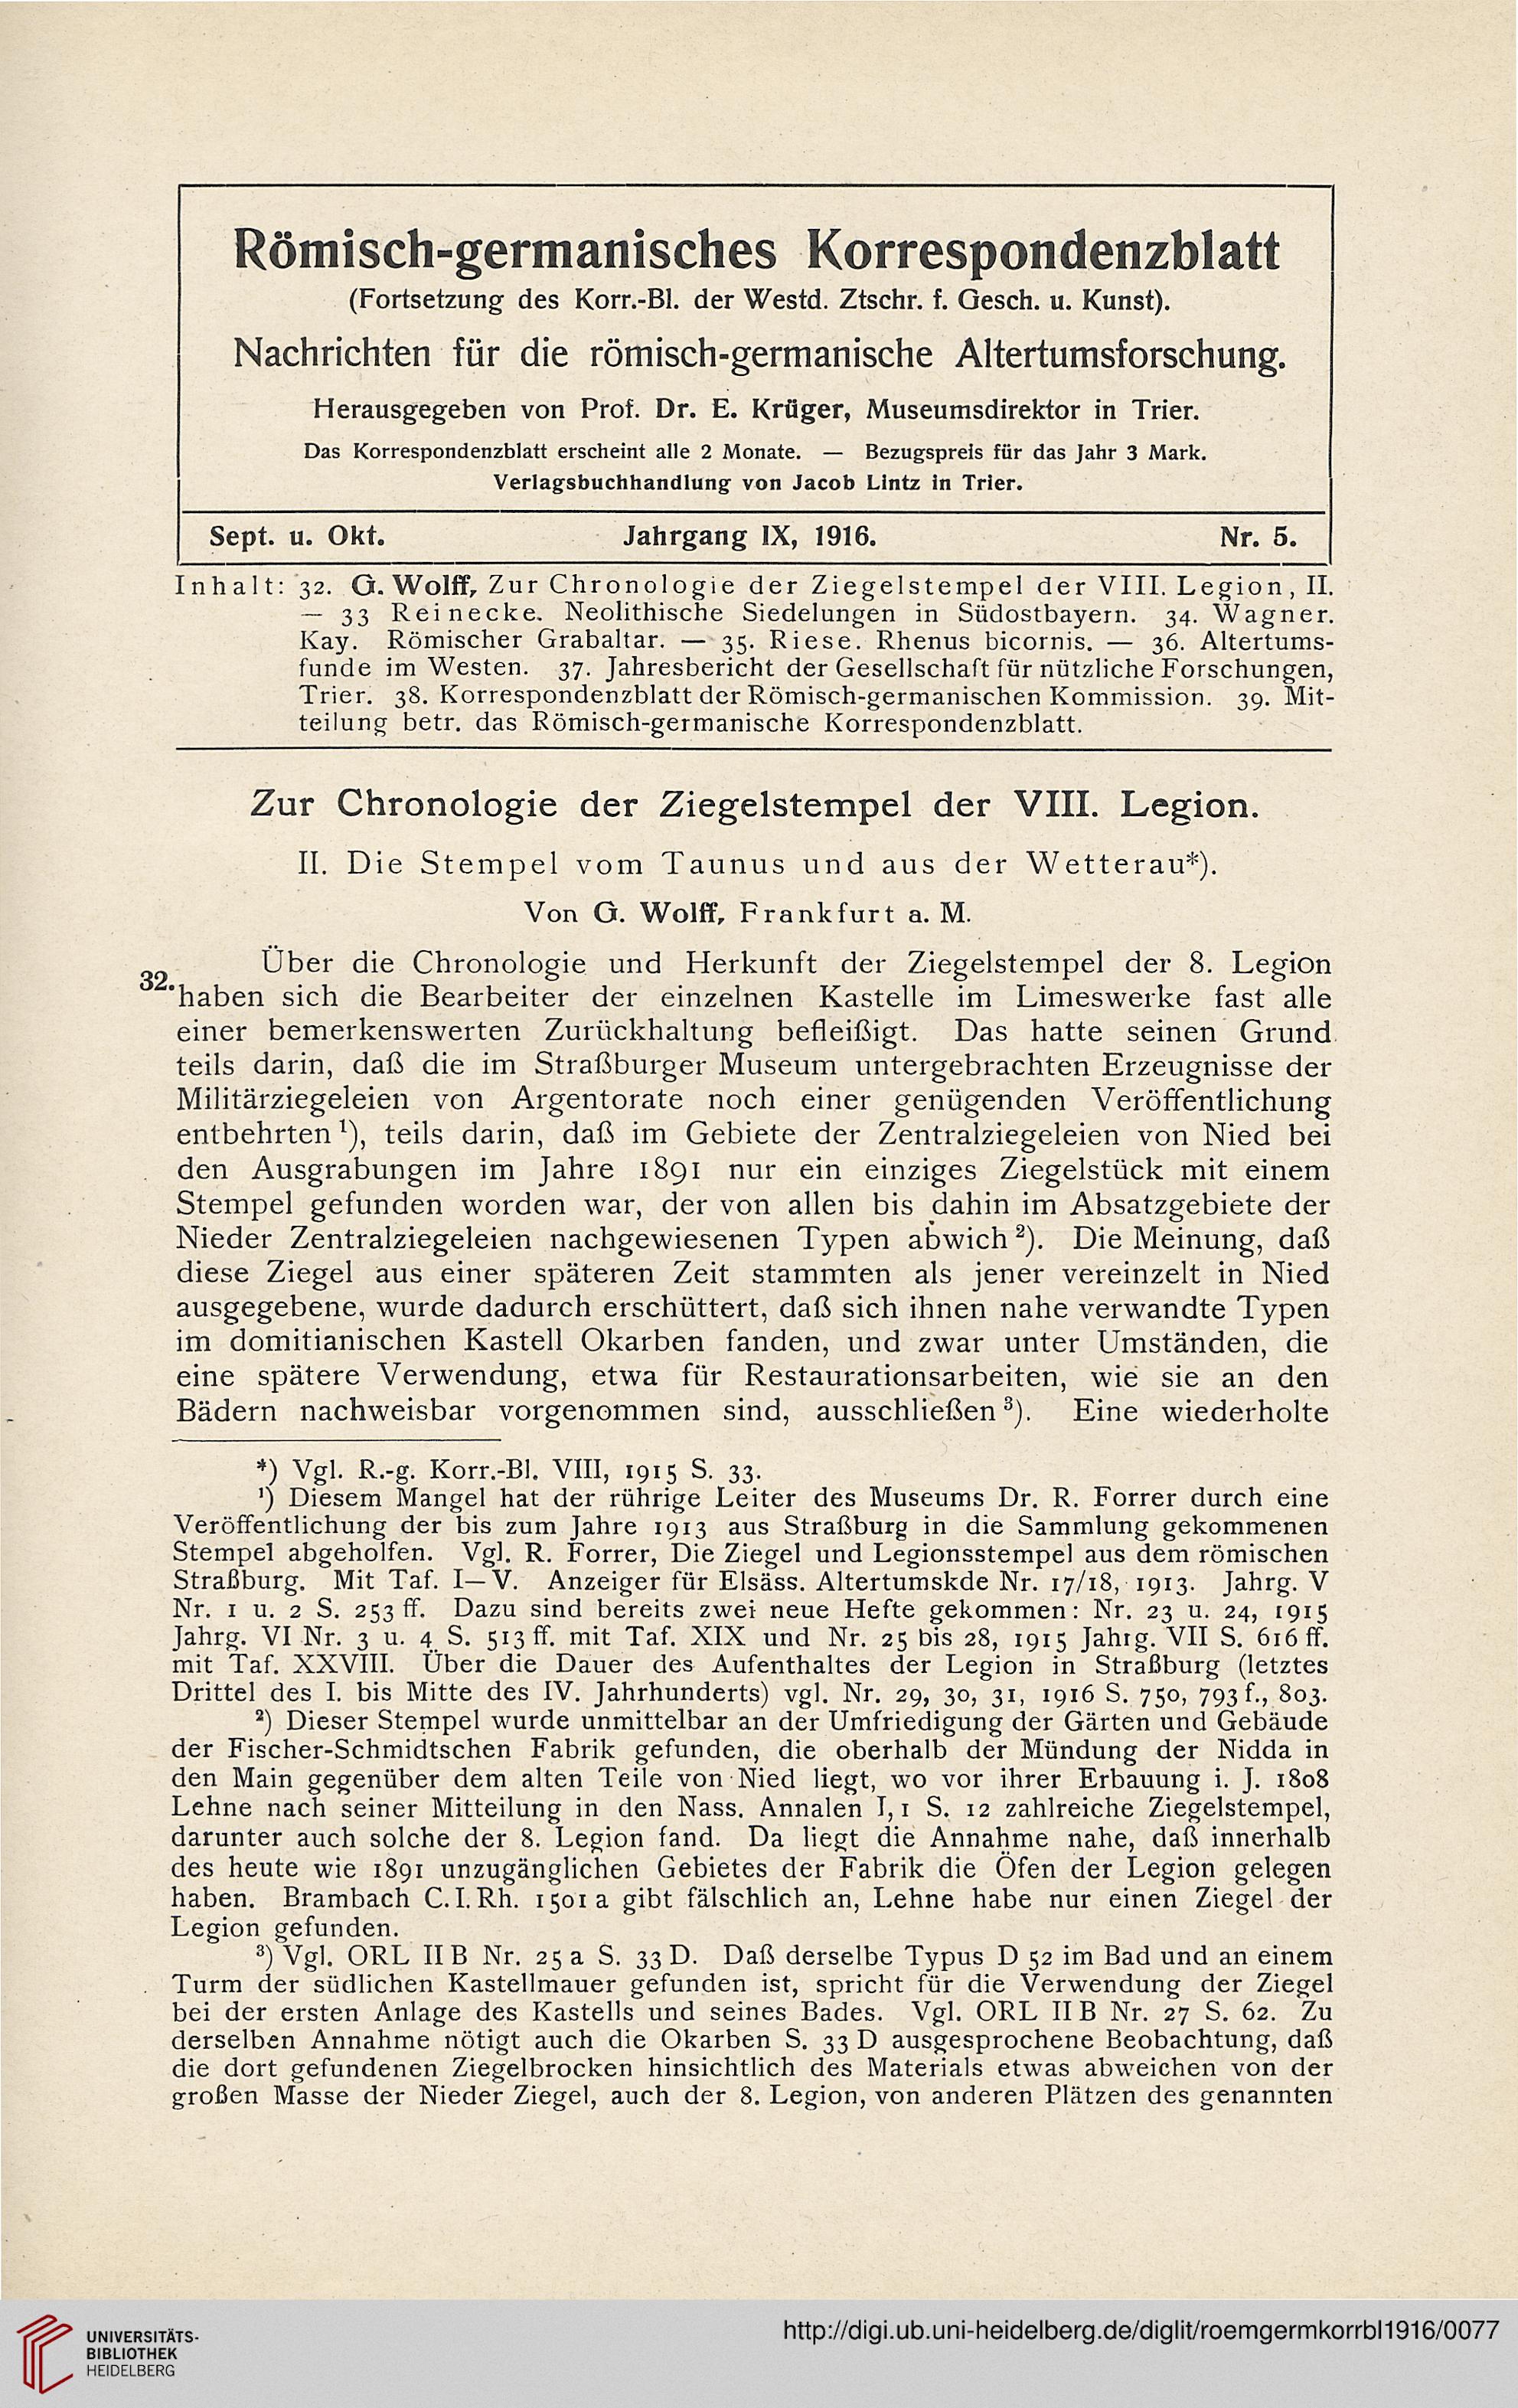 Römisch-germanisches Korrespondenzblatt
(Fortsetzung des Korr.-Bl. der Westd. Ztschr. f. Gesch. u. Kunst).
Nachrichten für die römisch-germanische Altertumsforschung.
Herausgegeben von Prof. Dr. E. Krüger, Museumsdirektor in Trier.
Das Korrespondenzblatt erscheint alle 2 Monate. — Bezugspreis für das Jahr 3 Mark.
Verlagsbuchhandlung von Jacob Lintz in Trier.
Sept. u. Okt. Jahrgang IX, 1916. Nr. 5.
Inhalt: 32. G. Wolff, Zur Chronologie der Ziegelstempel der VIII. Legion, II.
— 33 Reinecke. Neolithische Siedelungen in Südostbayern. 34. Wagner.
Kay. Römischer Grabaltar. — 35. Riese. Rhenus bicornis. — 36. Altertums-
funde im Westen. 37. Jahresbericht der Gesellschaft für nützliche Forschungen,
Trier. 38. Korrespondenzblatt der Römisch-germanischen Kommission. 39. Mit-
teilung betr. das Römisch-germanische Korrespondenzblatt.
Zur Chronologie der Ziegelstempel der VIII. Legion.
II. Die Stempel vom Taunus und aus der Wetterau*).
Von G. Wolff, Frankfurt a. M.
Über die Chronologie und Herkunft der Ziegelstempel der 8. Legion
32. haben sich die Bearbeiter der einzelnen Kastelle im Limeswerke fast alle
einer bemerkenswerten Zurückhaltung befleißigt. Das hatte seinen Grund
teils darin, daß die im Straßburger Museum untergebrachten Erzeugnisse der
Militärziegeleien von Argentorate noch einer genügenden Veröffentlichung
entbehrten ¹), teils darin, daß im Gebiete der Zentralziegeleien von Nied bei
den Ausgrabungen im Jahre 1891 nur ein einziges Ziegelstück mit einem
Stempel gefunden worden war, der von allen bis dahin im Absatzgebiete der
Nieder Zentralziegeleien nachgewiesenen Typen abwich ²). Die Meinung, daß
diese Ziegel aus einer späteren Zeit stammten als jener vereinzelt in Nied
ausgegebene, wurde dadurch erschüttert, daß sich ihnen nahe verwandte Typen
im domitianischen Kastell Okarben fanden, und zwar unter Umständen, die
eine spätere Verwendung, etwa für Restaurationsarbeiten, wie sie an den
Bädern nachweisbar vorgenommen sind, ausschließen ³). Eine wiederholte
*) Vgl. R.-g. Korr.-Bl. VIII, 1915 S. 33.
¹) Diesem Mangel hat der rührige Leiter des Museums Dr. R. Forrer durch eine
Veröffentlichung der bis zum Jahre 1913 aus Straßburg in die Sammlung gekommenen
Stempel abgeholfen. Vgl. R. Forrer, Die Ziegel und Legionsstempel aus dem römischen
Straßburg. Mit Taf. I—V. Anzeiger für Elsäss. Altertumskde Nr. 17/18, 1913. Jahrg. V
Nr. 1 u. 2 S. 253 ff. Dazu sind bereits zwei neue Hefte gekommen: Nr. 23 u. 24, 1915
Jahrg. VI Nr. 3 u. 4 S. 513 ff. mit Taf. XIX und Nr. 25 bis 28, 1915 Jahrg. VII S. 616 ff.
mit Taf. XXVIII. Über die Dauer des Aufenthaltes der Legion in Straßburg (letztes
Drittel des I. bis Mitte des IV. Jahrhunderts) vgl. Nr. 29, 30, 31, 1916 S. 750, 793 f., 803.
²) Dieser Stempel wurde unmittelbar an der Umfriedigung der Gärten und Gebäude
der Fischer-Schmidtschen Fabrik gefunden, die oberhalb der Mündung der Nidda in
den Main gegenüber dem alten Teile von Nied liegt, wo vor ihrer Erbauung i. J. 1808
Lehne nach seiner Mitteilung in den Nass. Annalen I,1 S. 12 zahlreiche Ziegelstempel,
darunter auch solche der 8. Legion fand. Da liegt die Annahme nahe, daß innerhalb
des heute wie 1891 unzugänglichen Gebietes der Fabrik die Öfen der Legion gelegen
haben. Brambach C.I.Rh. 1501 a gibt fälschlich an, Lehne habe nur einen Ziegel der
Legion gefunden.
³) Vgl. ORL II B Nr. 25 a S. 33 D. Daß derselbe Typus D 52 im Bad und an einem
Turm der südlichen Kastellmauer gefunden ist, spricht für die Verwendung der Ziegel
bei der ersten Anlage des Kastells und seines Bades. Vgl. ORL II B Nr. 27 S. 62. Zu
derselben Annahme nötigt auch die Okarben S. 33 D ausgesprochene Beobachtung, daß
die dort gefundenen Ziegelbrocken hinsichtlich des Materials etwas abweichen von der
großen Masse der Nieder Ziegel, auch der 8. Legion, von anderen Plätzen des genannten
UNIVERSITÄTS-
BIBLIOTHEK
HEIDELBERG
http://digi.ub.uni-heidelberg.de/diglit/roemgermkorrbl1916/0077